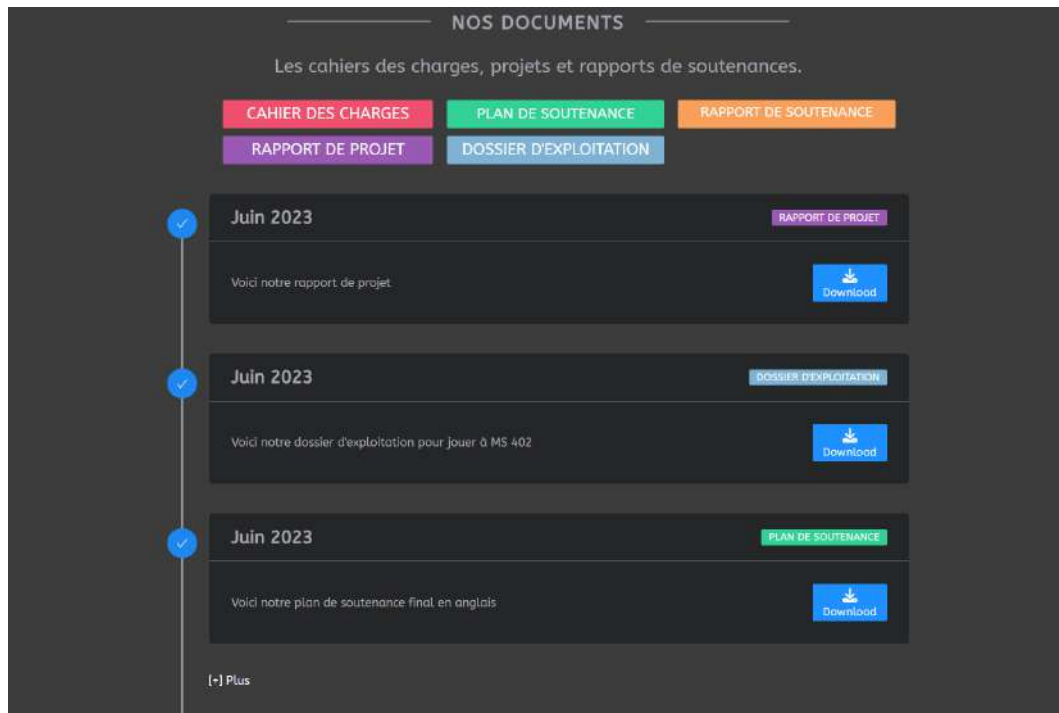 NOS DOCUMENTS
Les cahiers des charges, projets et rapports de soutenances.
CAHIER DES CHARGES PLAN DE SOUTENANCE RAPPORT DE SOUTENANCE
RAPPORT DE PROJET DOSSIER D'EXPLOITATION
Juin 2023 RAPPORT DE PROJET
Voici notre rapport de projet
Download
Juin 2023 DOSSIER D'EXPLOITATION
Voici notre dossier d'exploitation pour jouer à MS 402
Download
Juin 2023 PLAN DE SOUTENANCE
Voici notre plan de soutenance final en anglais
Download
[+] Plus